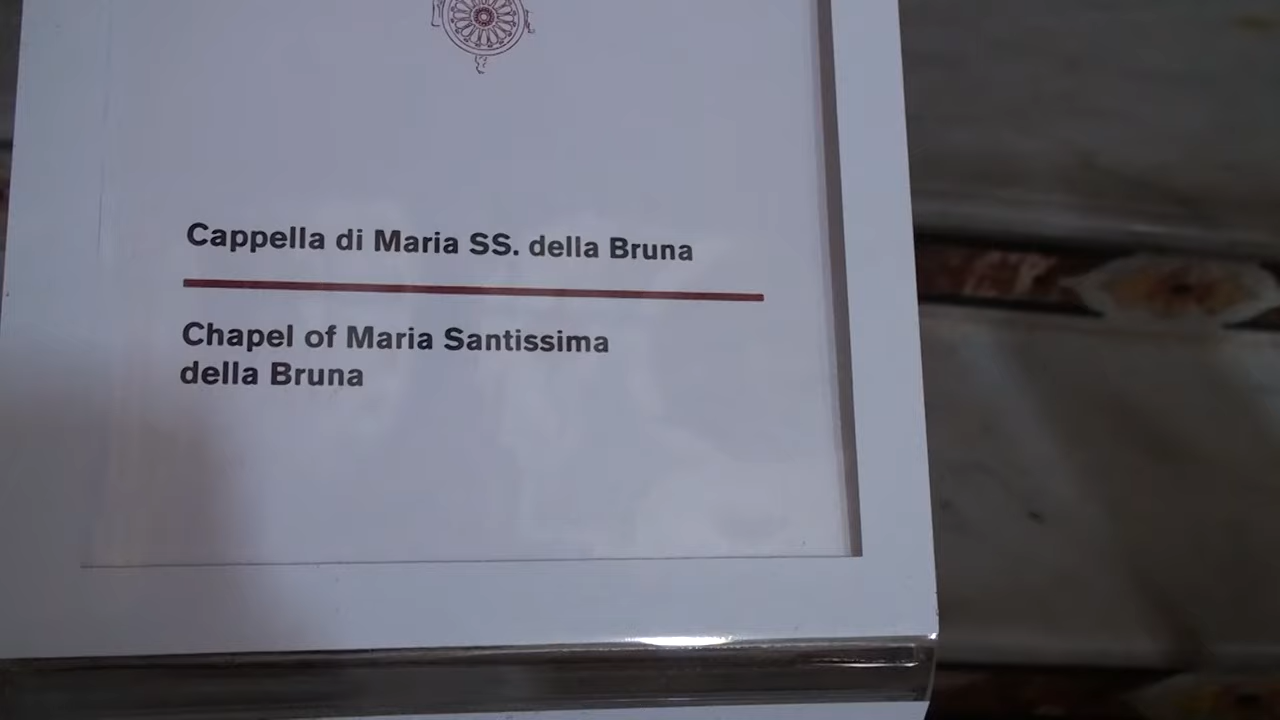 Cappella di Maria SS. della Bruna
Chapel of Maria Santissima
della Bruna